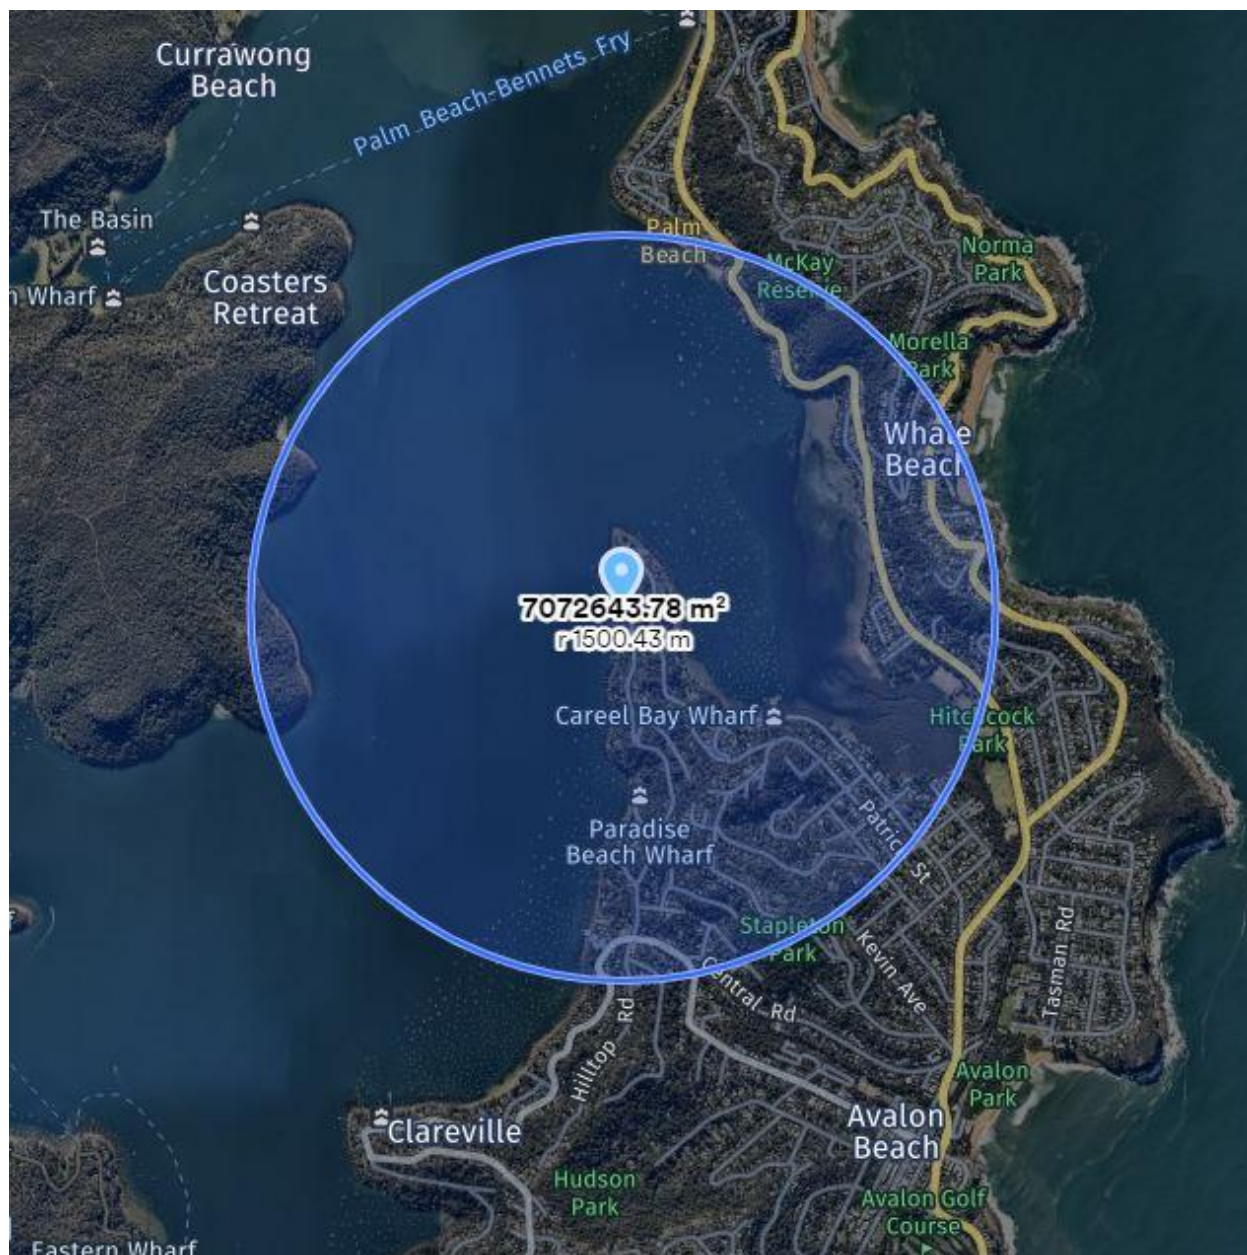 Currawong
Beach
Palm Beach-Bennets Fry
The Basin
Coasters
Retreat
n Wharf
Palm
Beach
McKay
Reserve
Norma
Park
Morella
Park
Whale
Beach
7072643.78 m²
r 1500.43 m
Careel Bay Wharf
Hitchcock
Park
Paradise
Beach Wharf
Patrick St
Stapleton
Park
Kevin Ave
Central Rd
Tasman Rd
Hilltop Rd
Avalon
Park
Clareville
Avalon
Beach
Hudson
Park
Avalon Golf
Course
Eastern Wharf